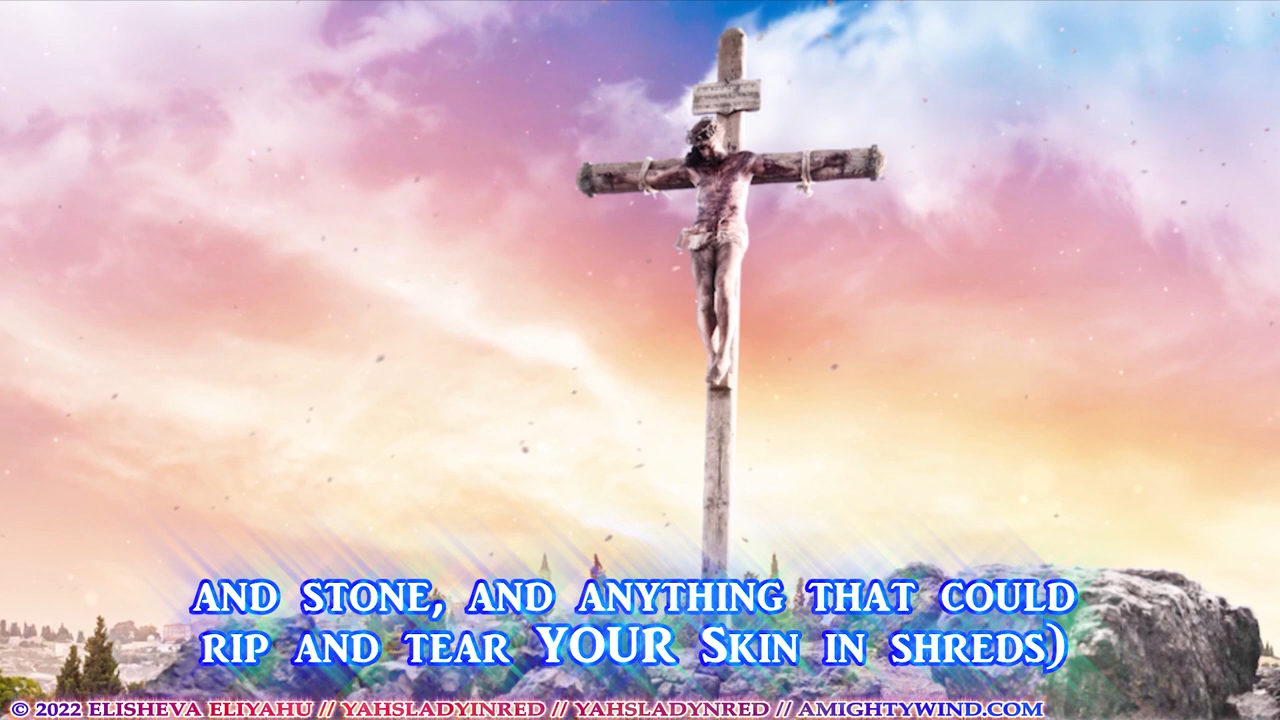 AND STONE, AND ANYTHING THAT COULD
RIP AND TEAR YOUR SKIN IN SHREDS)
© 2022 ELISHEVA ELIYAHU // YAHSLADYINRED // YAHSLADYNRED // AMIGHTYWIND.COM